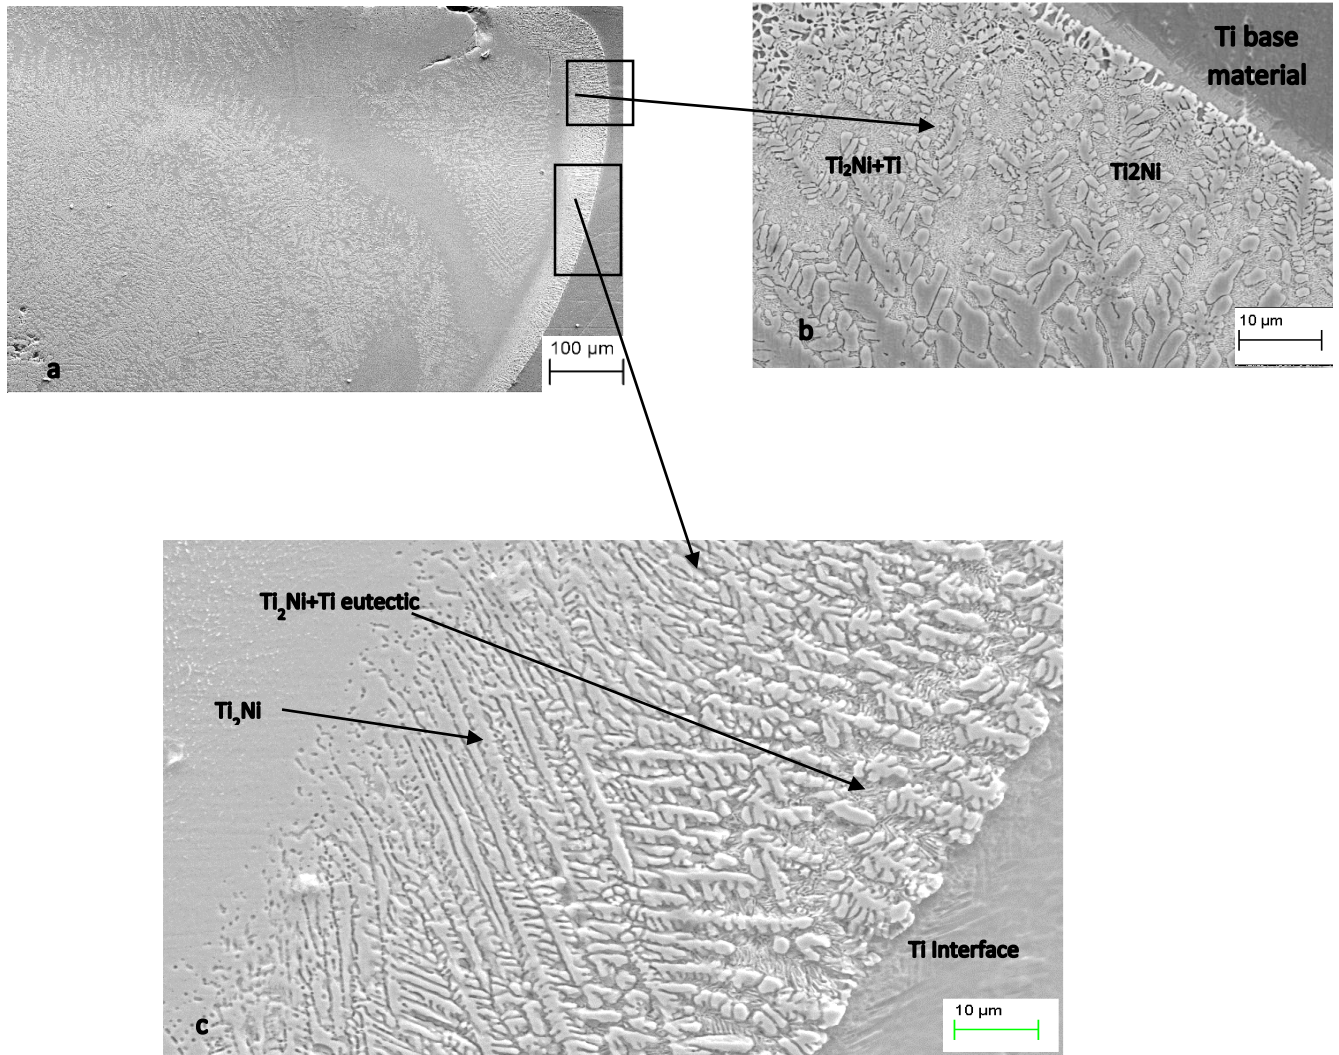 a
100 µm
Ti base
material
Ti₂Ni+Ti
Ti2Ni
b
10 µm
Ti₂Ni+Ti eutectic
Ti₂Ni
Ti Interface
c
10 µm